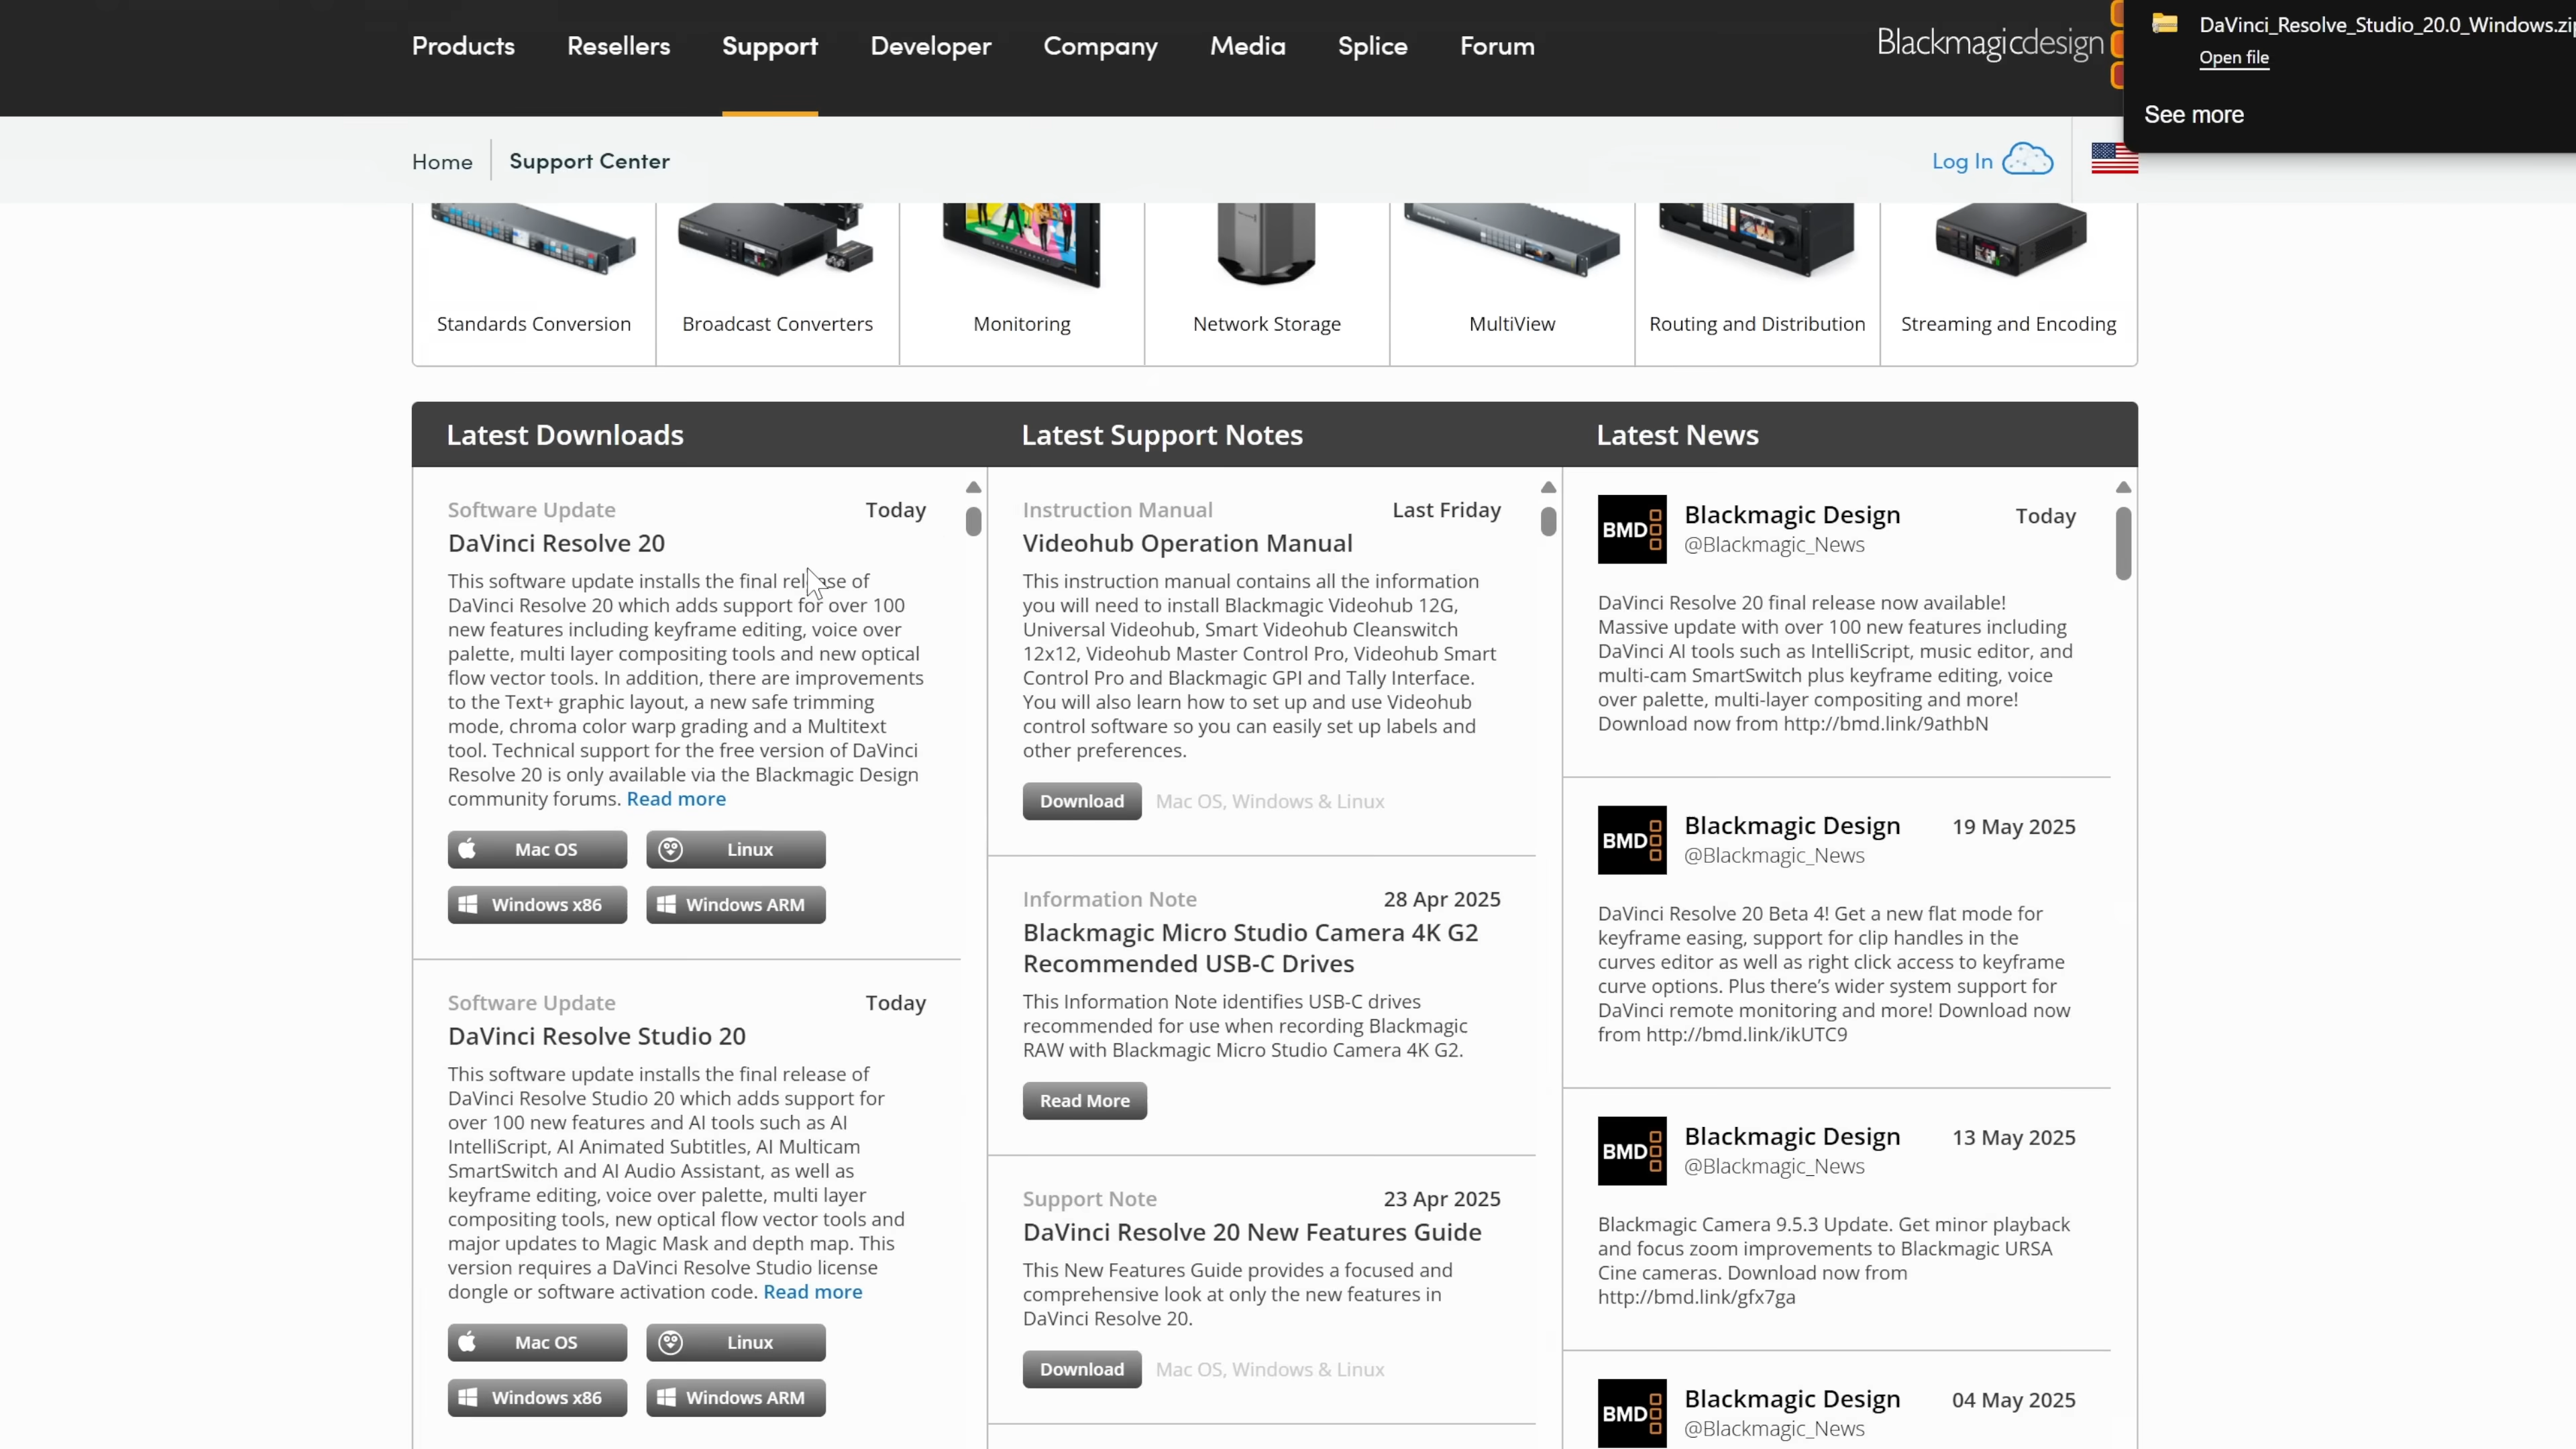 Products Resellers Support Developer Company Media Splice Forum
Blackmagicdesign
DaVinci_Resolve_Studio_20.0_Windows.zip
Open file
See more
Home Support Center
Log In
Standards Conversion
Broadcast Converters
Monitoring
Network Storage
MultiView
Routing and Distribution
Streaming and Encoding
Latest Downloads
Software Update Today
DaVinci Resolve 20
This software update installs the final release of
DaVinci Resolve 20 which adds support for over 100
new features including keyframe editing, voice over
palette, multi layer compositing tools and new optical
flow vector tools. In addition, there are improvements
to the Text+ graphic layout, a new safe trimming
mode, chroma color warp grading and a Multitext
tool. Technical support for the free version of DaVinci
Resolve 20 is only available via the Blackmagic Design
community forums. Read more
Mac OS Linux
Windows x86 Windows ARM
Software Update Today
DaVinci Resolve Studio 20
This software update installs the final release of
DaVinci Resolve Studio 20 which adds support for
over 100 new features and AI tools such as AI
IntelliScript, AI Animated Subtitles, AI Multicam
SmartSwitch and AI Audio Assistant, as well as
keyframe editing, voice over palette, multi layer
compositing tools, new optical flow vector tools and
major updates to Magic Mask and depth map. This
version requires a DaVinci Resolve Studio license
dongle or software activation code. Read more
Mac OS Linux
Windows x86 Windows ARM
Latest Support Notes
Instruction Manual Last Friday
Videohub Operation Manual
This instruction manual contains all the information
you will need to install Blackmagic Videohub 12G,
Universal Videohub, Smart Videohub Cleanswitch
12x12, Videohub Master Control Pro, Videohub Smart
Control Pro and Blackmagic GPI and Tally Interface.
You will also learn how to set up and use Videohub
control software so you can easily set up labels and
other preferences.
Download Mac OS, Windows & Linux
Information Note 28 Apr 2025
Blackmagic Micro Studio Camera 4K G2
Recommended USB-C Drives
This Information Note identifies USB-C drives
recommended for use when recording Blackmagic
RAW with Blackmagic Micro Studio Camera 4K G2.
Read More
Support Note 23 Apr 2025
DaVinci Resolve 20 New Features Guide
This New Features Guide provides a focused and
comprehensive look at only the new features in
DaVinci Resolve 20.
Download Mac OS, Windows & Linux
Latest News
BMD
Blackmagic Design Today
@Blackmagic_News
DaVinci Resolve 20 final release now available!
Massive update with over 100 new features including
DaVinci AI tools such as IntelliScript, music editor, and
multi-cam SmartSwitch plus keyframe editing, voice
over palette, multi-layer compositing and more!
Download now from http://bmd.link/9athbN
BMD
Blackmagic Design 19 May 2025
@Blackmagic_News
DaVinci Resolve 20 Beta 4! Get a new flat mode for
keyframe easing, support for clip handles in the
curves editor as well as right click access to keyframe
curve options. Plus there's wider system support for
DaVinci remote monitoring and more! Download now
from http://bmd.link/ikUTC9
BMD
Blackmagic Design 13 May 2025
@Blackmagic_News
Blackmagic Camera 9.5.3 Update. Get minor playback
and focus zoom improvements to Blackmagic URSA
Cine cameras. Download now from
http://bmd.link/gfx7ga
BMD
Blackmagic Design 04 May 2025
@Blackmagic_News